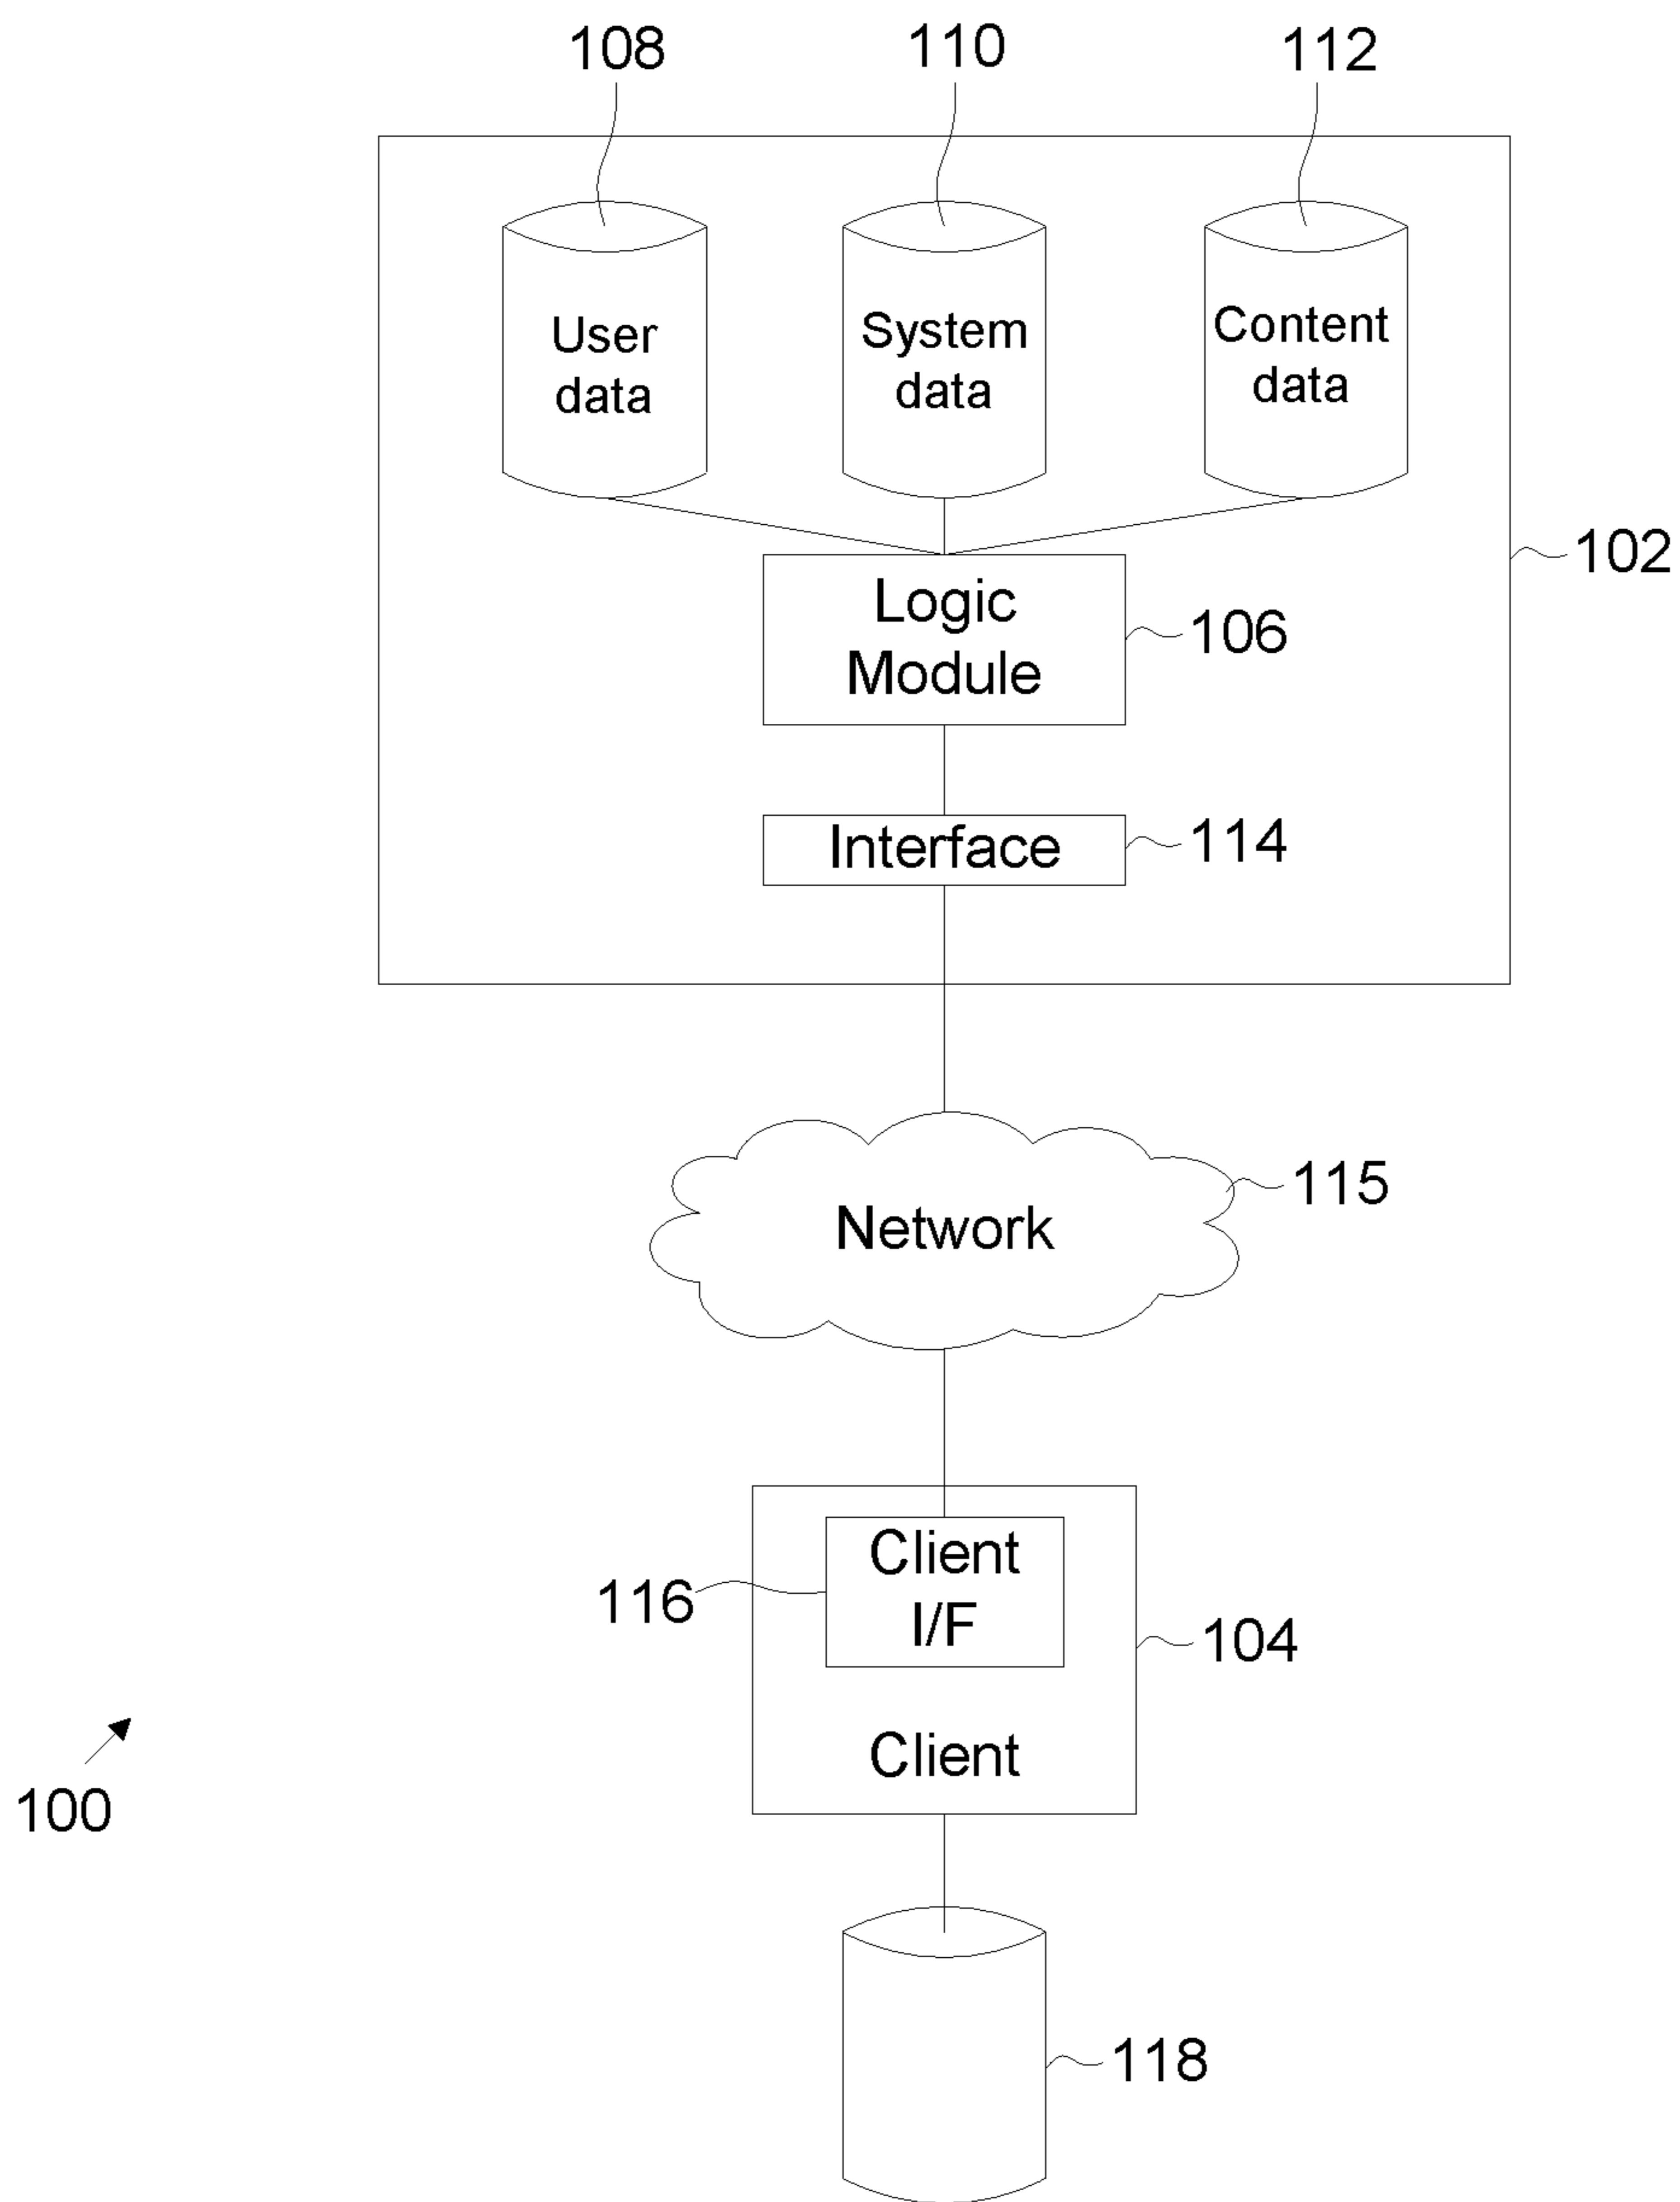 108
110
112
User
data
System
data
Content
data
102
Logic
Module
106
Interface
114
115
Network
Client
I/F
116
104
Client
100
118